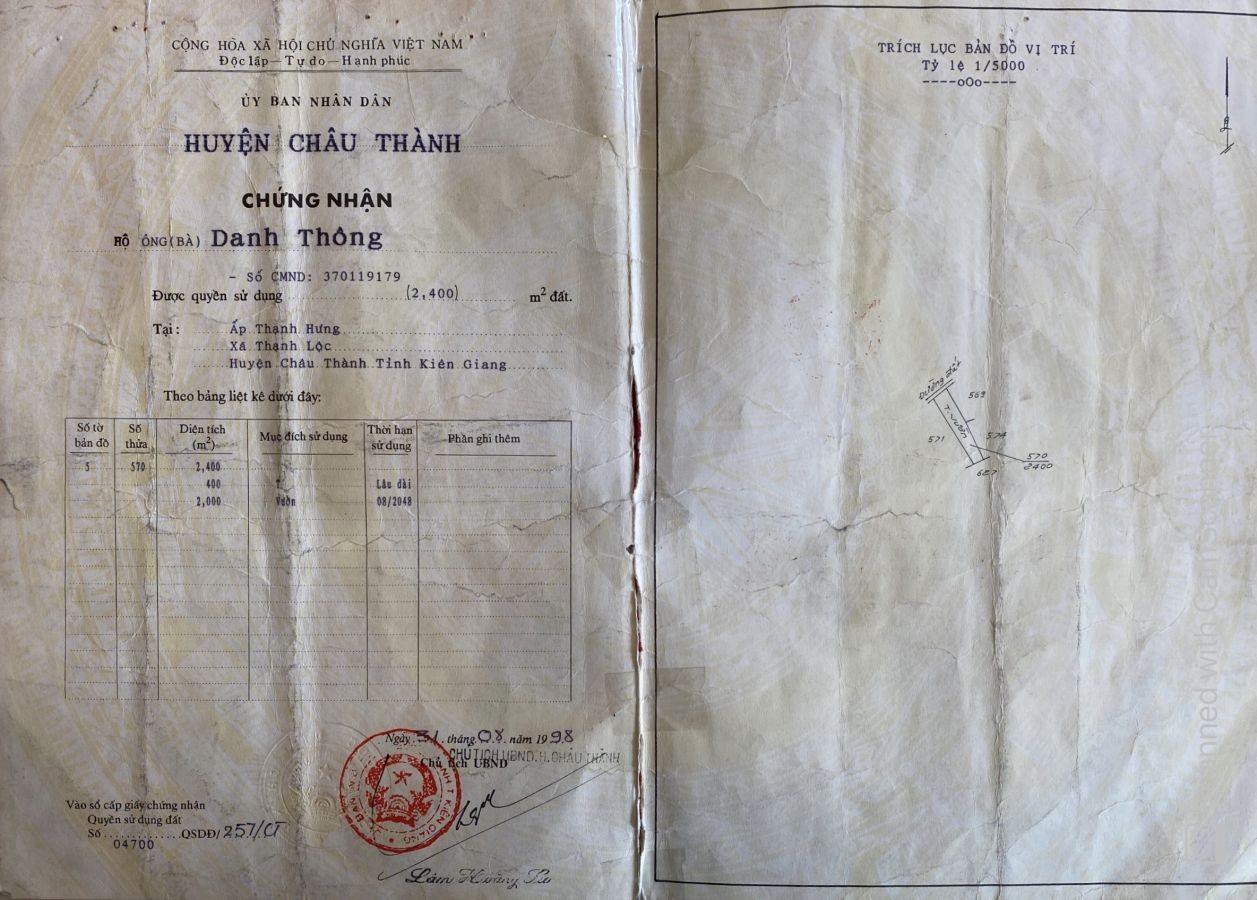 CỘNG HÒA XÃ HỘI CHỦ NGHĨA VIỆT NAM
Độc lập — Tự do — Hạnh phúc
ỦY BAN NHÂN DÂN
HUYỆN CHÂU THÀNH
CHỨNG NHẬN
HỘ ÔNG(BÀ) Danh Thông
- Số CMND: 370119179
Được quyền sử dụng (2,400) m² đất.
Tại: Ấp Thạnh Hưng
Xã Thạnh Lộc
Huyện Châu Thành Tỉnh Kiên Giang
Theo bảng liệt kê dưới đây:
Số tờ bản đồ Số thửa Diện tích (m²) Mục đích sử dụng Thời hạn sử dụng Phần ghi thêm
5 570 2,400
400 T Lâu dài
2,000 Vườn 08/2048
Ngày 31 tháng 08 năm 1998
CHỦ TỊCH UBND.H.CHÂU THÀNH
Chủ tịch UBND
Vào sổ cấp giấy chứng nhận
Quyền sử dụng đất
Số.............QSDĐ/257/CT
04700
Lâm Hoàng Sa
TRÍCH LỤC BẢN ĐỒ VỊ TRÍ
Tỷ lệ 1/5000
----oOo----
Đường đất
569
T. Vườn
571
574
570
2400
627